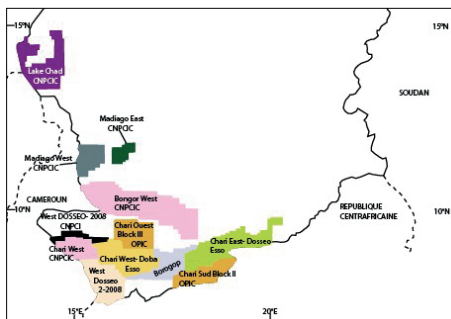 15°N
15°N
Lake Chad
CNPCIC
SOUDAN
Madiago East
CNPCIC
Madiago West
CNPCIC
CAMEROUN
10°N
Bongor West
CNPCIC
REPUBLIQUE
CENTRAFRICAINE
10°N
West DOSSEO- 2008
CNPCI
Chari Ouest
Block III
OPIC
Chari West
CNPCIC
Chari East- Dosseo
Esso
Chari West- Doba
Esso
Borogop
West
Dosseo
2-2008
Chari Sud Block II
OPIC
15°E
20°E